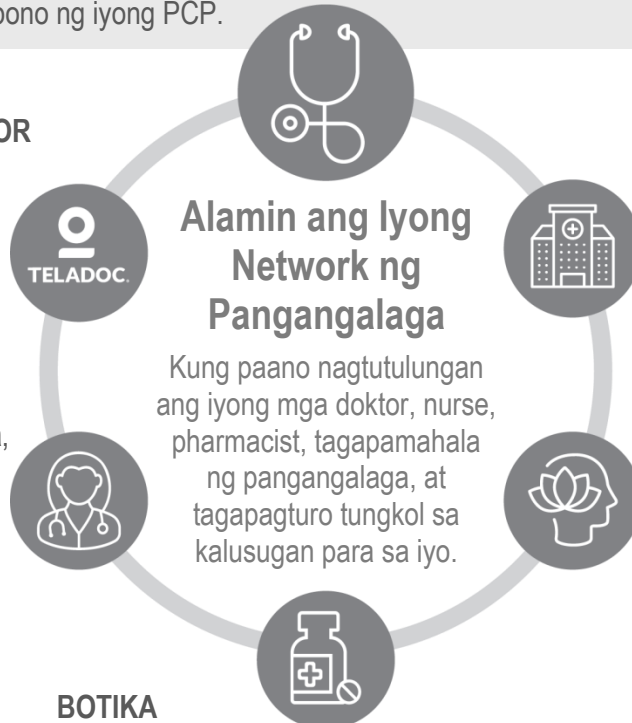 ng iyong PCP.
OR
TELADOC.
Alamin ang Iyong
Network ng
Pangangalaga
Kung paano nagtutulungan
ang iyong mga doktor, nurse,
pharmacist, tagapamahala
ng pangangalaga, at
tagapagturo tungkol sa
kalusugan para sa iyo.
BOTIKA